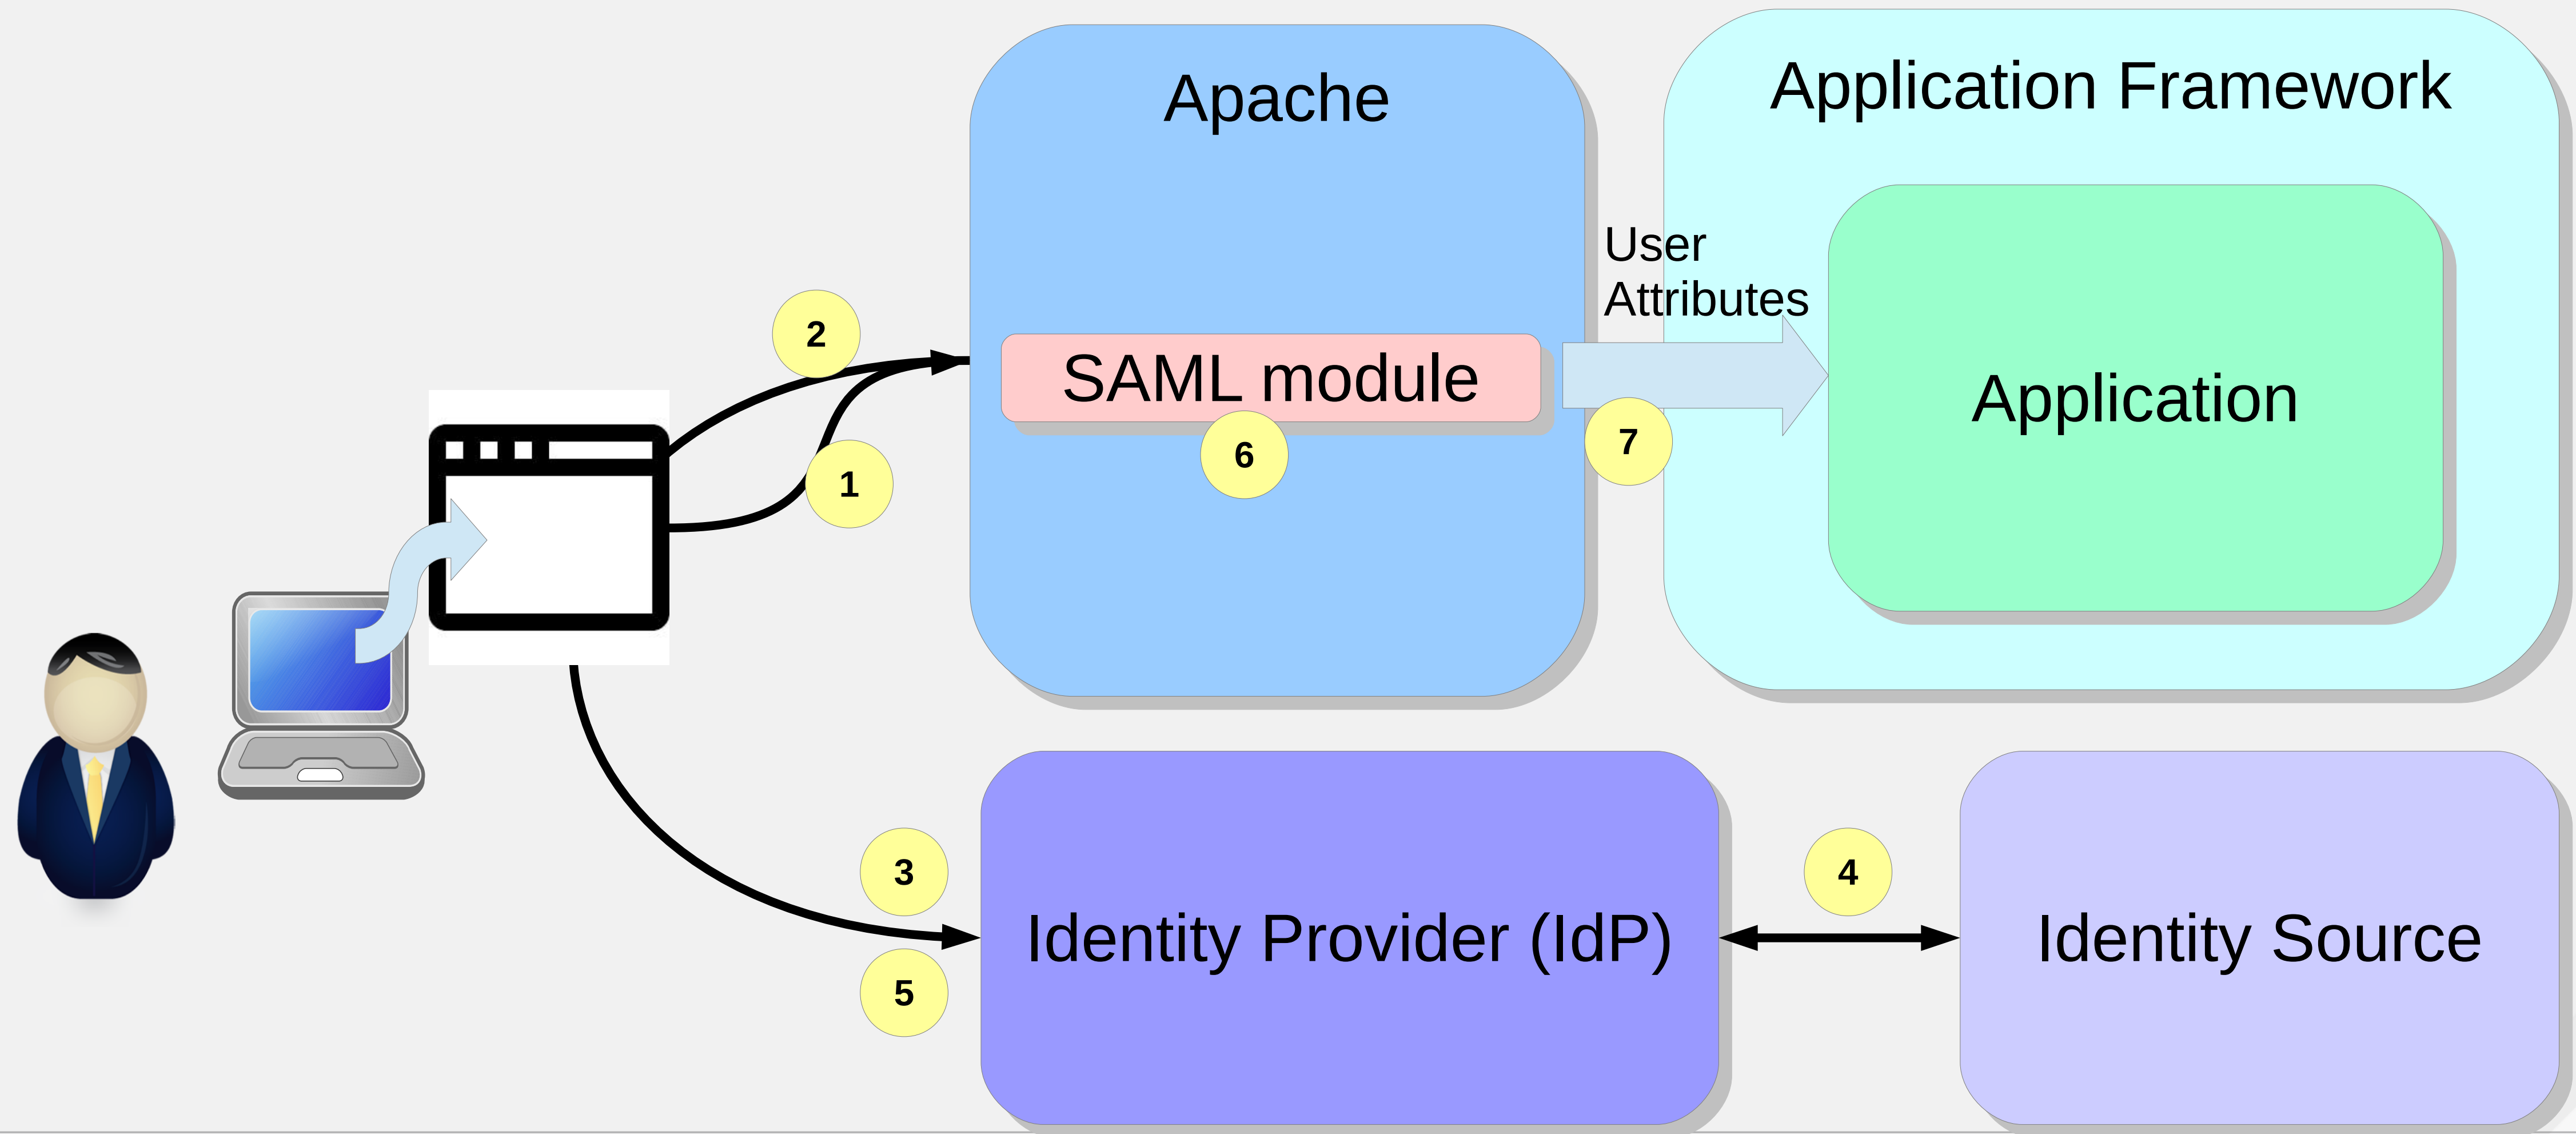 Apache
Application Framework
User
Attributes
2
SAML module
Application
1
6
7
3
4
Identity Provider (IdP)
Identity Source
5